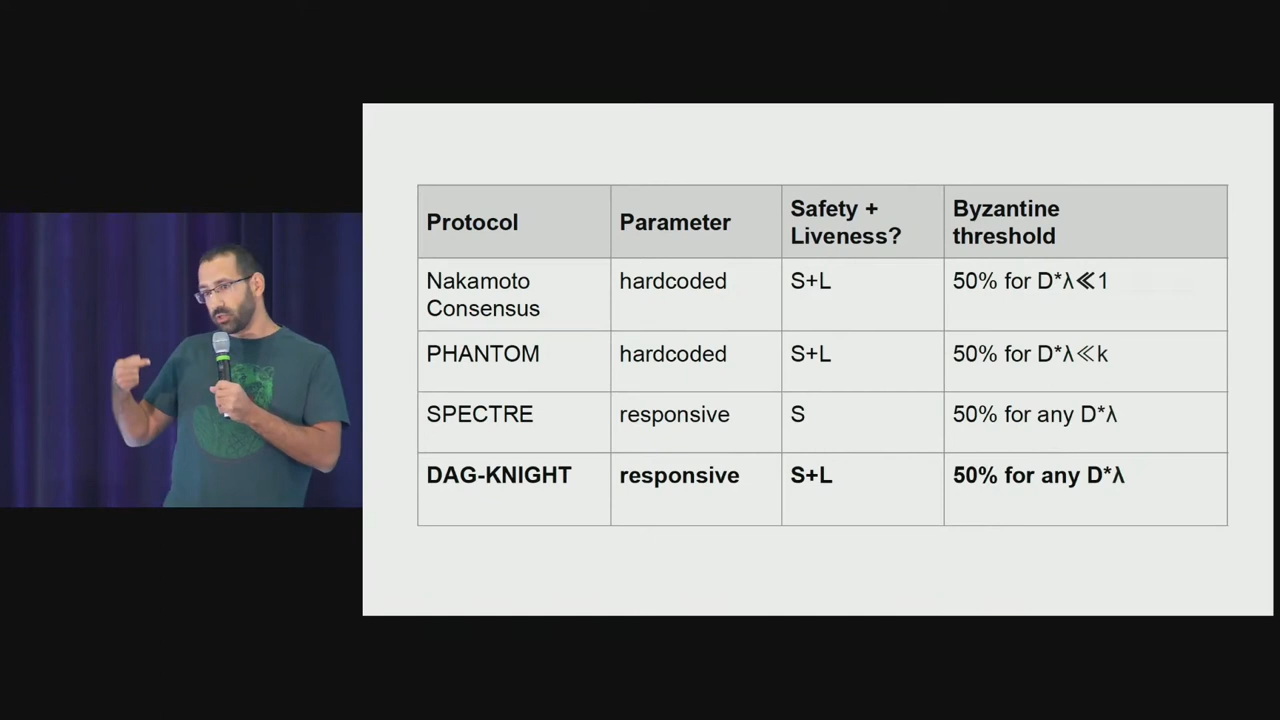 Protocol
Parameter
Safety +
Liveness?
Byzantine
threshold
Nakamoto
Consensus
hardcoded
S+L
50% for D*λ≪1
PHANTOM
hardcoded
S+L
50% for D*λ≪k
SPECTRE
responsive
S
50% for any D*λ
DAG-KNIGHT
responsive
S+L
50% for any D*λ